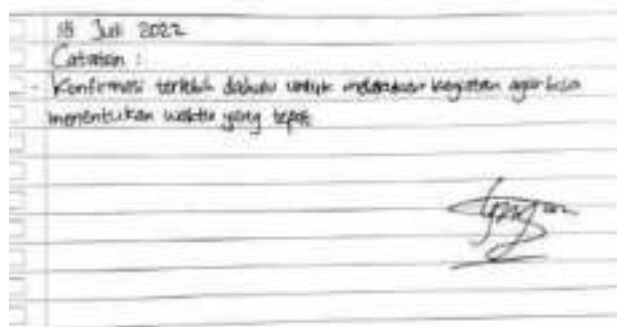 18 Juli 2022
Catatan :
- Konfirmasi terlebih dahulu untuk melakukan kegiatan agar bisa
menentukan waktu yang tepat